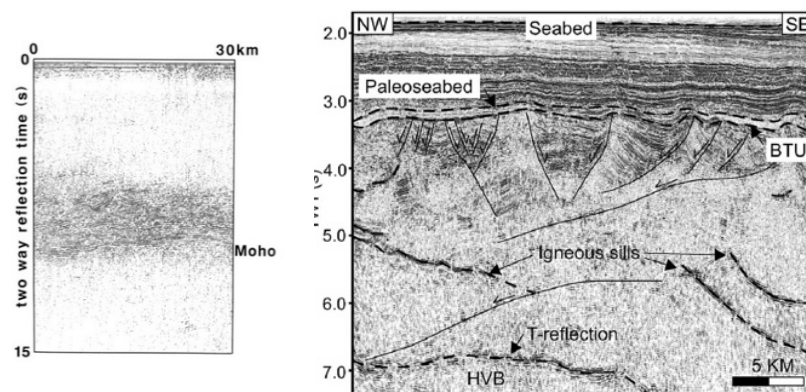 0
30km
0
two way reflection time (s)
Moho
15
NW
Seabed
SE
2.0
Paleoseabed
3.0
BTU
4.0
5.0
Igneous sills
6.0
T-reflection
HVB
7.0
5 KM